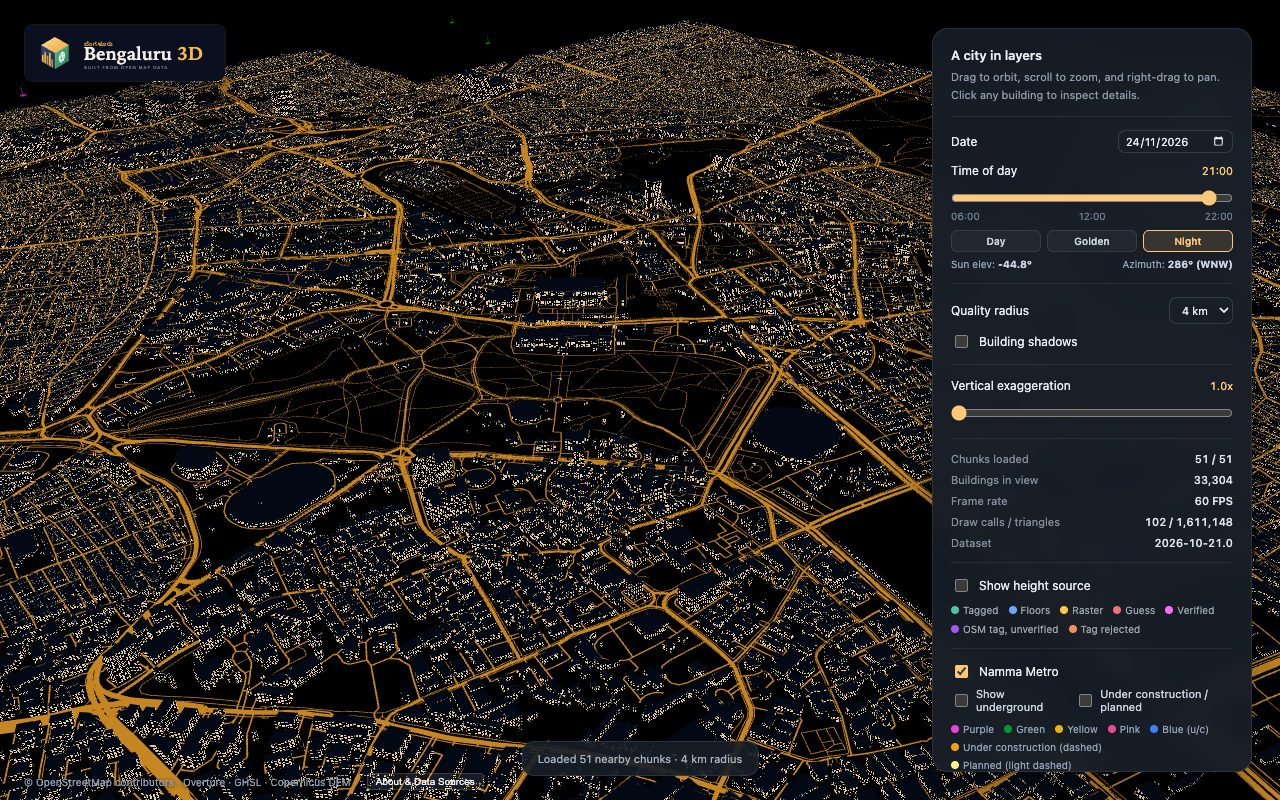 ಬೆಂಗಳೂರು
Bengaluru 3D
BUILT FROM OPEN MAP DATA
A city in layers
Drag to orbit, scroll to zoom, and right-drag to pan.
Click any building to inspect details.
Date 24/11/2026
Time of day 21:00
06:00 12:00 22:00
Day Golden Night
Sun elev: -44.8° Azimuth: 286° (WNW)
Quality radius 4 km
Building shadows
Vertical exaggeration 1.0x
Chunks loaded 51 / 51
Buildings in view 33,304
Frame rate 60 FPS
Draw calls / triangles 102 / 1,611,148
Dataset 2026-10-21.0
Show height source
Tagged Floors Raster Guess Verified
OSM tag, unverified Tag rejected
Namma Metro
Show underground
Under construction / planned
Purple Green Yellow Pink Blue (u/c)
Under construction (dashed)
Planned (light dashed)
Loaded 51 nearby chunks · 4 km radius
© OpenStreetMap contributors · Overture · GHSL · Copernicus DEM About & Data Sources